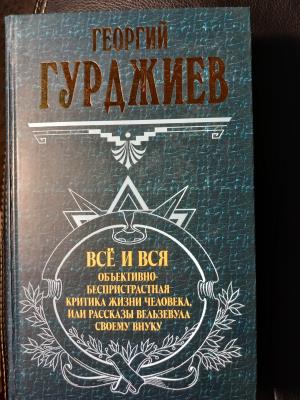 ГЕОРГИЙ
ГУРДЖИЕВ
ВСЁ И ВСЯ
ОБЪЕКТИВНО-
БЕСПРИСТРАСТНАЯ
КРИТИКА ЖИЗНИ ЧЕЛОВЕКА,
ИЛИ РАССКАЗЫ ВЕЛЬЗЕВУЛА
СВОЕМУ ВНУКУ